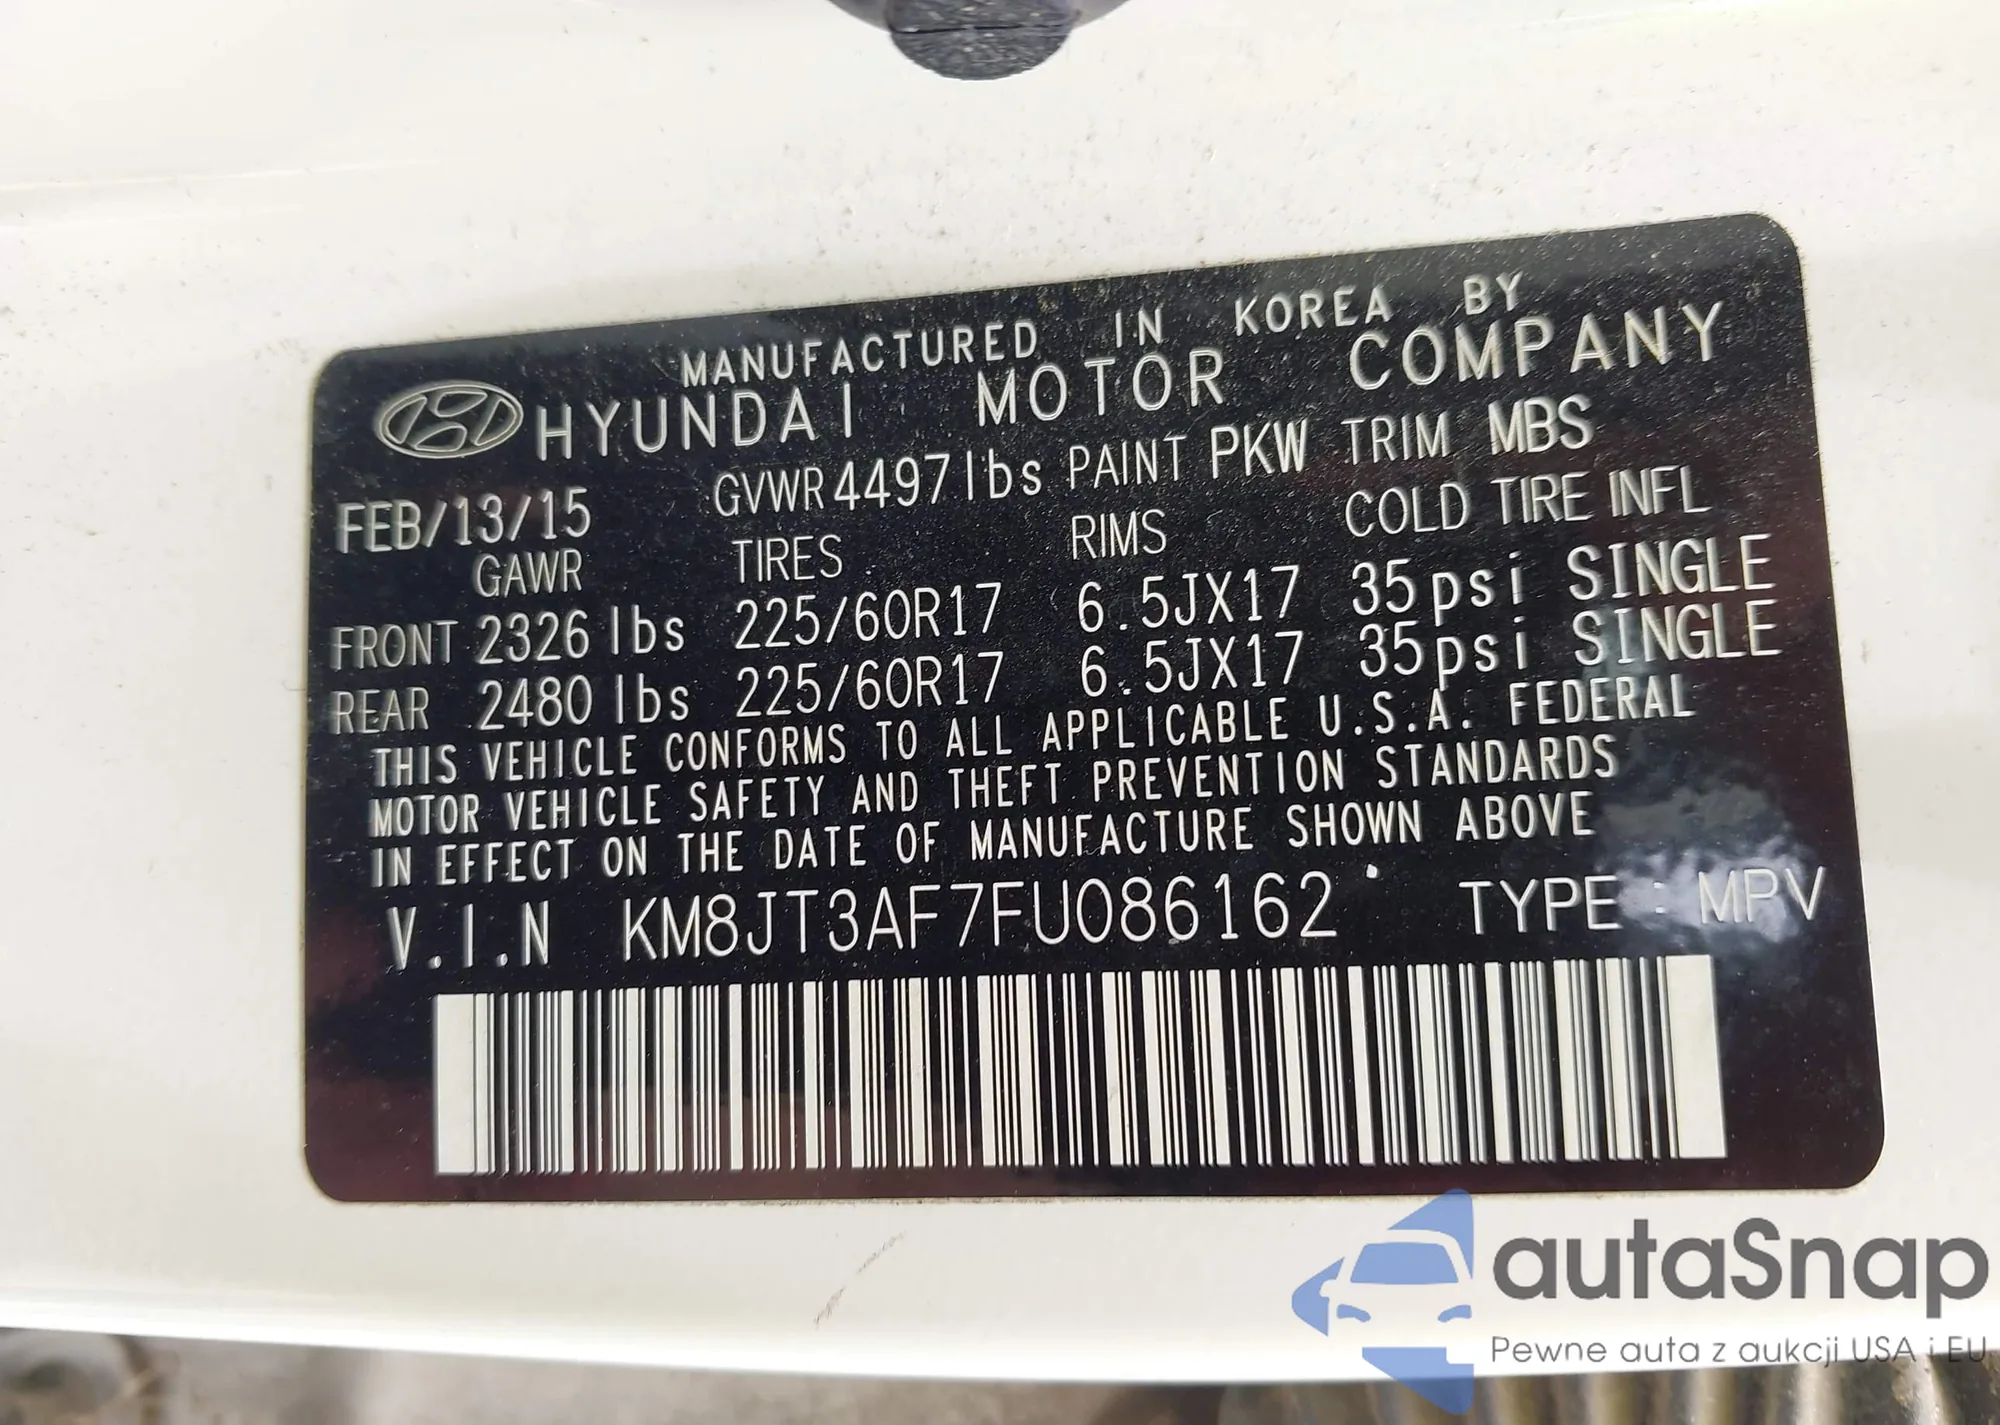 MANUFACTURED IN KOREA BY
HYUNDAI MOTOR COMPANY
FEB/13/15 GVWR 4497lbs PAINT PKW TRIM MBS
GAWR TIRES RIMS COLD TIRE INFL
FRONT 2326 lbs 225/60R17 6.5JX17 35psi SINGLE
REAR 2480 lbs 225/60R17 6.5JX17 35psi SINGLE
THIS VEHICLE CONFORMS TO ALL APPLICABLE U.S.A. FEDERAL
MOTOR VEHICLE SAFETY AND THEFT PREVENTION STANDARDS
IN EFFECT ON THE DATE OF MANUFACTURE SHOWN ABOVE
V.I.N KM8JT3AF7FU086162 TYPE : MPV
autaSnap
Pewne auta z aukcji USA i EU